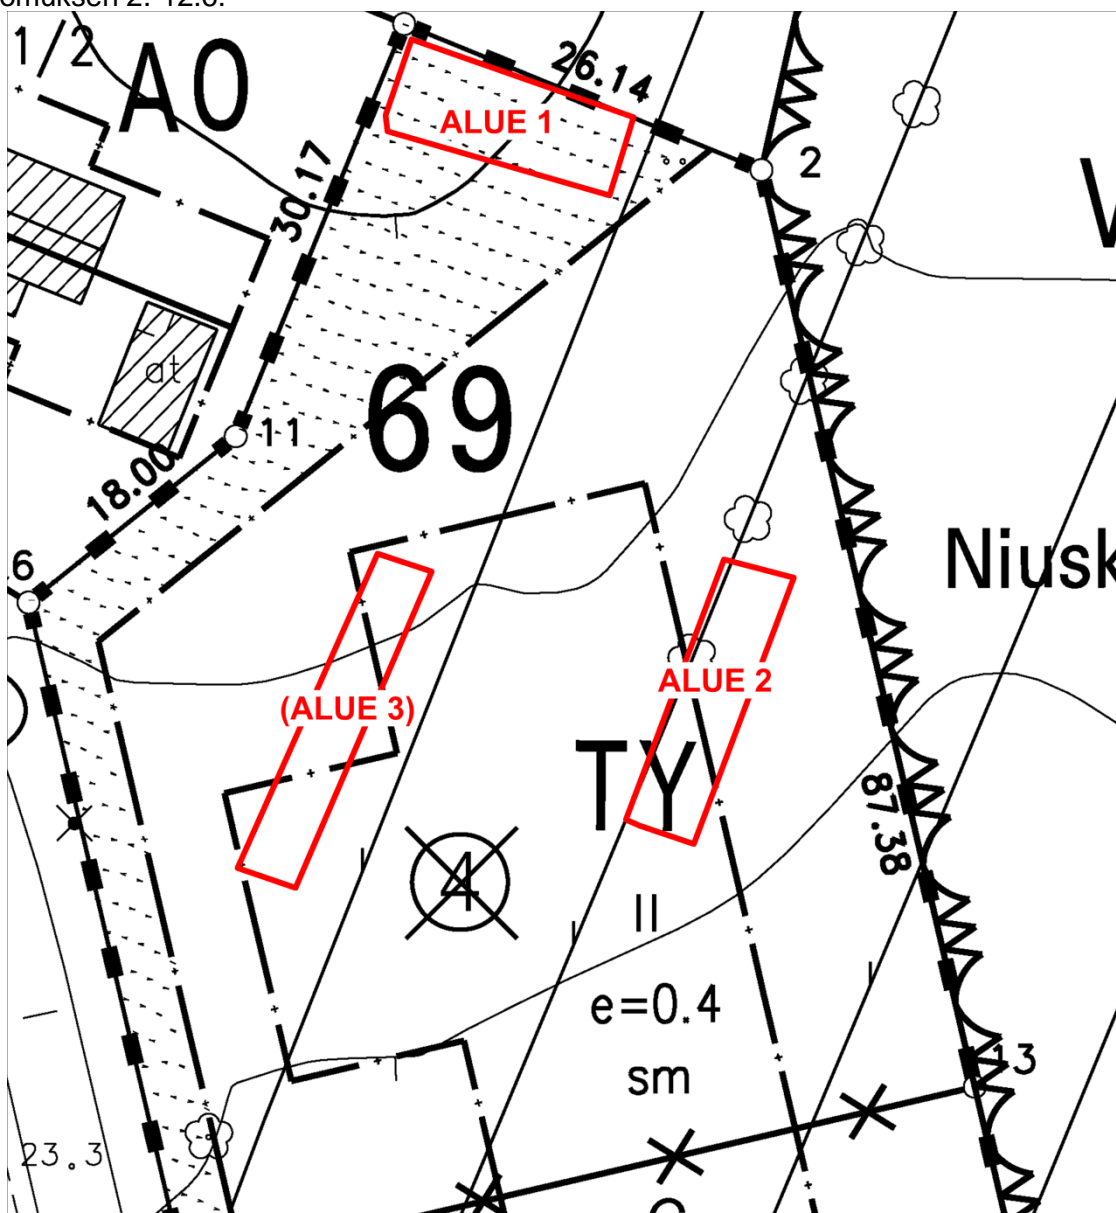 1/2
AO
26.14
ALUE 1
2
30.17
at
69
11
18.00
6
Niusk
(ALUE 3)
ALUE 2
TY
87.38
4
II
e=0.4
sm
13
23.3